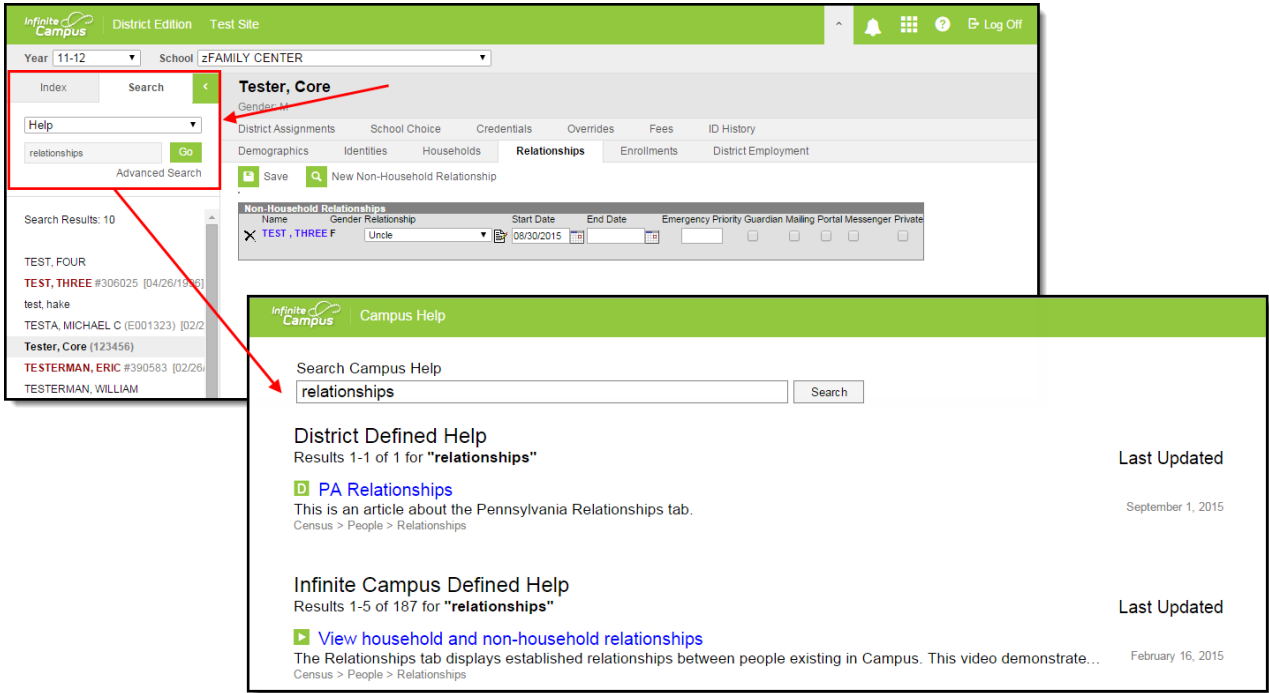 Infinite Campus District Edition Test Site Log Off
Year 11-12 School zFAMILY CENTER
Index Search
Help
relationships Go
Advanced Search
Search Results: 10
TEST, FOUR
TEST, THREE #306025 [04/26/1996]
test, hake
TESTA, MICHAEL C (E001323) [02/2
Tester, Core (123456)
TESTERMAN, ERIC #390583 [02/26/
TESTERMAN, WILLIAM
Tester, Core
Gender: M
District Assignments School Choice Credentials Overrides Fees ID History
Demographics Identities Households Relationships Enrollments District Employment
Save New Non-Household Relationship
Non-Household Relationships
Name Gender Relationship Start Date End Date Emergency Priority Guardian Mailing Portal Messenger Private
TEST , THREE F Uncle 08/30/2015
Infinite Campus Campus Help
Search Campus Help
relationships Search
District Defined Help
Results 1-1 of 1 for "relationships"
Last Updated
D PA Relationships
This is an article about the Pennsylvania Relationships tab.
September 1, 2015
Census > People > Relationships
Infinite Campus Defined Help
Results 1-5 of 187 for "relationships"
Last Updated
View household and non-household relationships
The Relationships tab displays established relationships between people existing in Campus. This video demonstrate...
February 16, 2015
Census > People > Relationships